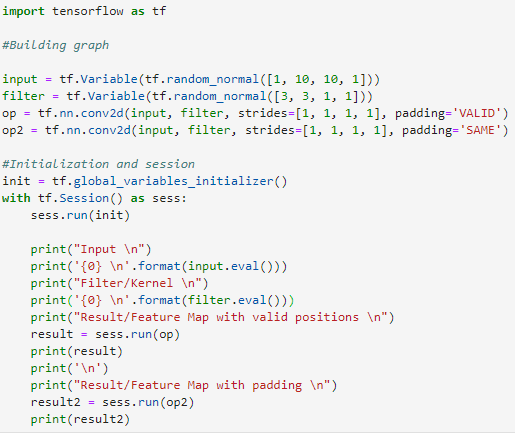 import tensorflow as tf
#Building graph
input = tf.Variable(tf.random_normal([1, 10, 10, 1]))
filter = tf.Variable(tf.random_normal([3, 3, 1, 1]))
op = tf.nn.conv2d(input, filter, strides=[1, 1, 1, 1], padding='VALID')
op2 = tf.nn.conv2d(input, filter, strides=[1, 1, 1, 1], padding='SAME')
#Initialization and session
init = tf.global_variables_initializer()
with tf.Session() as sess:
    sess.run(init)
    print("Input \n")
    print('{0} \n'.format(input.eval()))
    print("Filter/Kernel \n")
    print('{0} \n'.format(filter.eval()))
    print("Result/Feature Map with valid positions \n")
    result = sess.run(op)
    print(result)
    print('\n')
    print("Result/Feature Map with padding \n")
    result2 = sess.run(op2)
    print(result2)